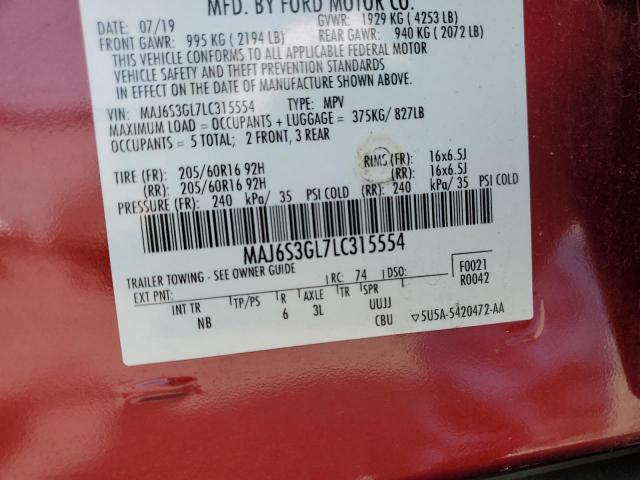 MFD. BY FORD MOTOR CO.
DATE: 07/19 GVWR: 1929 KG ( 4253 LB)
FRONT GAWR: 995 KG ( 2194 LB) REAR GAWR: 940 KG ( 2072 LB)
THIS VEHICLE CONFORMS TO ALL APPLICABLE FEDERAL MOTOR
VEHICLE SAFETY AND THEFT PREVENTION STANDARDS
IN EFFECT ON THE DATE OF MANUFACTURE SHOWN ABOVE.
VIN: MAJ6S3GL7LC315554 TYPE: MPV
MAXIMUM LOAD = OCCUPANTS + LUGGAGE = 375KG/ 827LB
OCCUPANTS = 5 TOTAL; 2 FRONT, 3 REAR
TIRE (FR): 205/60R16 92H RIMS (FR): 16x6.5J
(RR): 205/60R16 92H (RR): 16x6.5J
PRESSURE (FR): 240 kPa/ 35 PSI COLD (RR): 240 kPa/ 35 PSI COLD
MAJ6S3GL7LC315554
TRAILER TOWING - SEE OWNER GUIDE
EXT PNT: RC: 74 DSO: F0021
R0042
INT TR TP/PS R AXLE TR SPR
NB 6 3L UUJJ
CBU ▽5U5A-5420472-AA